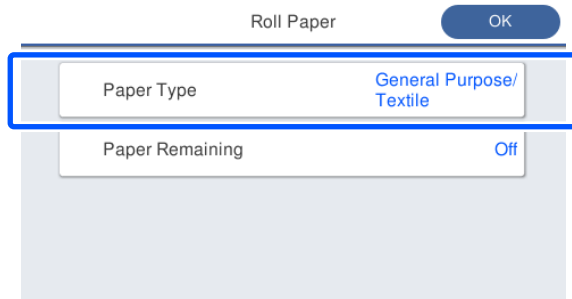 Roll Paper
OK
Paper Type
General Purpose/
Textile
Paper Remaining
Off